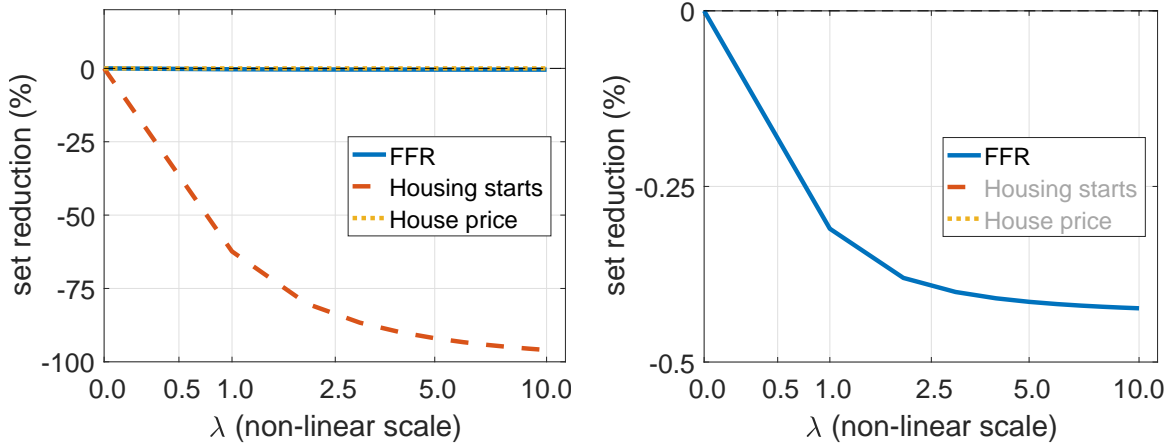 0
-25
-50
-75
-100
set reduction (%)
FFR
Housing starts
House price
0.0 0.5 1.0 2.5 5.0 10.0
λ (non-linear scale)
0
-0.25
-0.5
set reduction (%)
FFR
Housing starts
House price
0.0 0.5 1.0 2.5 5.0 10.0
λ (non-linear scale)